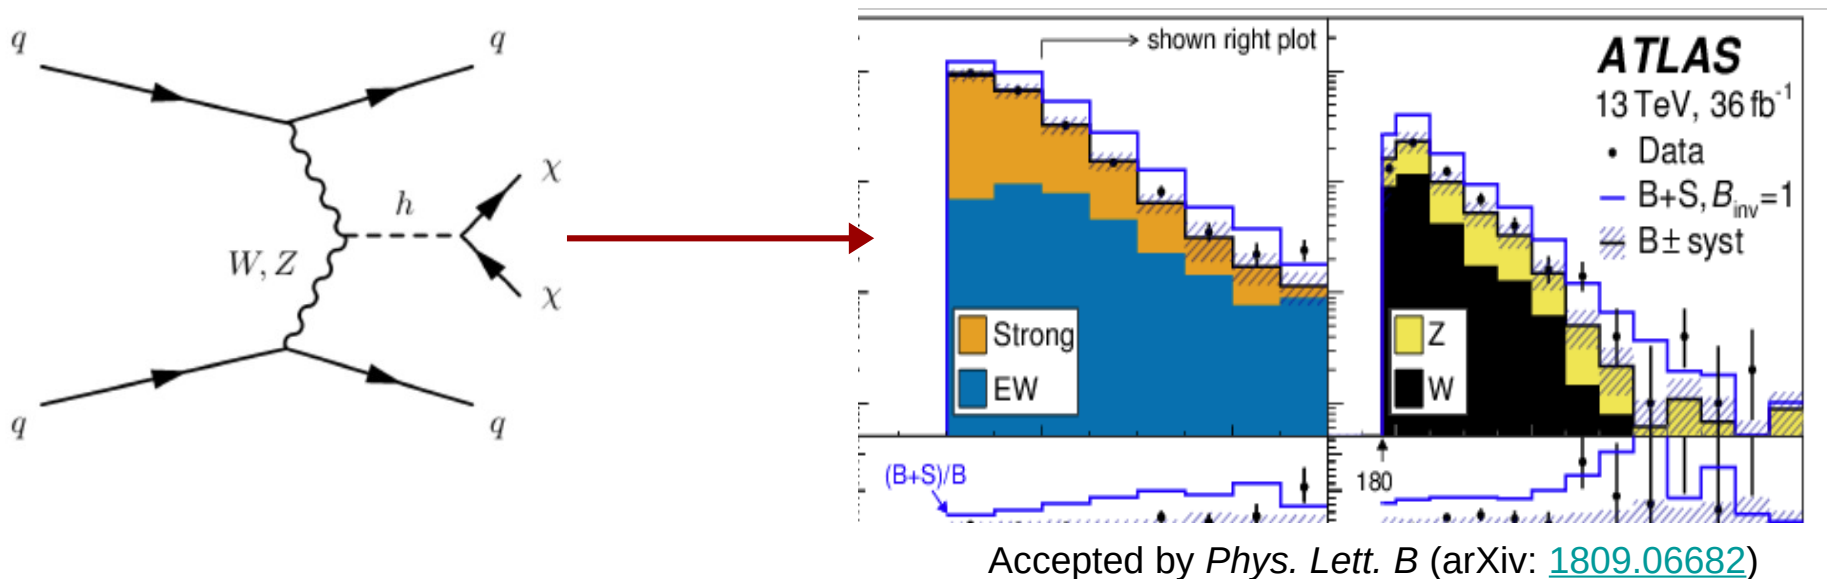 q
q
χ
h
W, Z
χ
q
q
shown right plot
Strong
EW
(B+S)/B
ATLAS
13 TeV, 36 fb⁻¹
Data
B+S, B_inv=1
B ± syst
Z
W
180
Accepted by Phys. Lett. B (arXiv: 1809.06682)